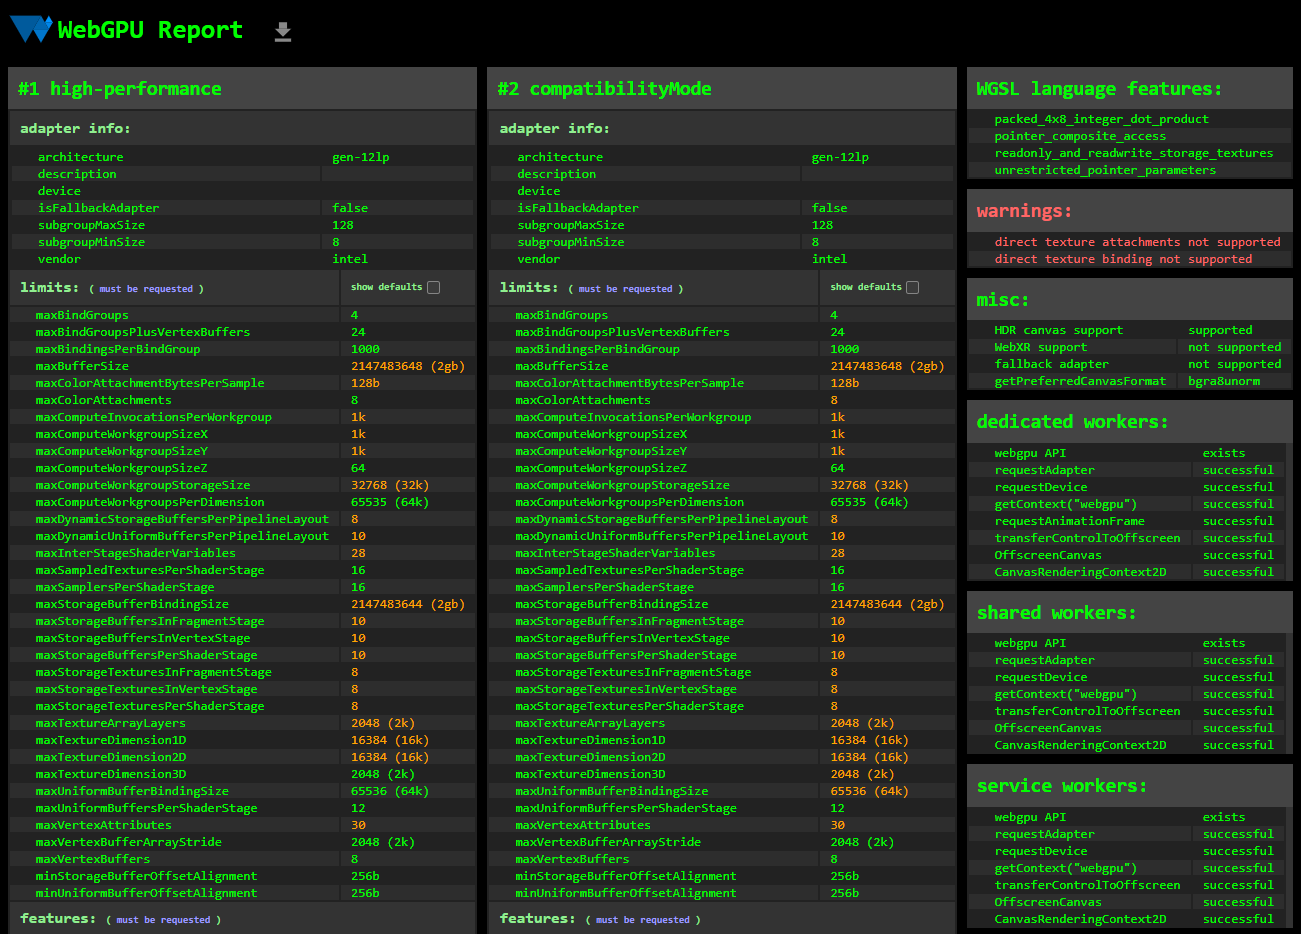 WebGPU Report
#1 high-performance
adapter info:
architecture gen-12lp
description
device
isFallbackAdapter false
subgroupMaxSize 128
subgroupMinSize 8
vendor intel
limits: ( must be requested ) show defaults
maxBindGroups 4
maxBindGroupsPlusVertexBuffers 24
maxBindingsPerBindGroup 1000
maxBufferSize 2147483648 (2gb)
maxColorAttachmentBytesPerSample 128b
maxColorAttachments 8
maxComputeInvocationsPerWorkgroup 1k
maxComputeWorkgroupSizeX 1k
maxComputeWorkgroupSizeY 1k
maxComputeWorkgroupSizeZ 64
maxComputeWorkgroupStorageSize 32768 (32k)
maxComputeWorkgroupsPerDimension 65535 (64k)
maxDynamicStorageBuffersPerPipelineLayout 8
maxDynamicUniformBuffersPerPipelineLayout 10
maxInterStageShaderVariables 28
maxSampledTexturesPerShaderStage 16
maxSamplersPerShaderStage 16
maxStorageBufferBindingSize 2147483644 (2gb)
maxStorageBuffersInFragmentStage 10
maxStorageBuffersInVertexStage 10
maxStorageBuffersPerShaderStage 10
maxStorageTexturesInFragmentStage 8
maxStorageTexturesInVertexStage 8
maxStorageTexturesPerShaderStage 8
maxTextureArrayLayers 2048 (2k)
maxTextureDimension1D 16384 (16k)
maxTextureDimension2D 16384 (16k)
maxTextureDimension3D 2048 (2k)
maxUniformBufferBindingSize 65536 (64k)
maxUniformBuffersPerShaderStage 12
maxVertexAttributes 30
maxVertexBufferArrayStride 2048 (2k)
maxVertexBuffers 8
minStorageBufferOffsetAlignment 256b
minUniformBufferOffsetAlignment 256b
features: ( must be requested )
#2 compatibilityMode
adapter info:
architecture gen-12lp
description
device
isFallbackAdapter false
subgroupMaxSize 128
subgroupMinSize 8
vendor intel
limits: ( must be requested ) show defaults
maxBindGroups 4
maxBindGroupsPlusVertexBuffers 24
maxBindingsPerBindGroup 1000
maxBufferSize 2147483648 (2gb)
maxColorAttachmentBytesPerSample 128b
maxColorAttachments 8
maxComputeInvocationsPerWorkgroup 1k
maxComputeWorkgroupSizeX 1k
maxComputeWorkgroupSizeY 1k
maxComputeWorkgroupSizeZ 64
maxComputeWorkgroupStorageSize 32768 (32k)
maxComputeWorkgroupsPerDimension 65535 (64k)
maxDynamicStorageBuffersPerPipelineLayout 8
maxDynamicUniformBuffersPerPipelineLayout 10
maxInterStageShaderVariables 28
maxSampledTexturesPerShaderStage 16
maxSamplersPerShaderStage 16
maxStorageBufferBindingSize 2147483644 (2gb)
maxStorageBuffersInFragmentStage 10
maxStorageBuffersInVertexStage 10
maxStorageBuffersPerShaderStage 10
maxStorageTexturesInFragmentStage 8
maxStorageTexturesInVertexStage 8
maxStorageTexturesPerShaderStage 8
maxTextureArrayLayers 2048 (2k)
maxTextureDimension1D 16384 (16k)
maxTextureDimension2D 16384 (16k)
maxTextureDimension3D 2048 (2k)
maxUniformBufferBindingSize 65536 (64k)
maxUniformBuffersPerShaderStage 12
maxVertexAttributes 30
maxVertexBufferArrayStride 2048 (2k)
maxVertexBuffers 8
minStorageBufferOffsetAlignment 256b
minUniformBufferOffsetAlignment 256b
features: ( must be requested )
WGSL language features:
packed_4x8_integer_dot_product
pointer_composite_access
readonly_and_readwrite_storage_textures
unrestricted_pointer_parameters
warnings:
direct texture attachments not supported
direct texture binding not supported
misc:
HDR canvas support supported
WebXR support not supported
fallback adapter not supported
getPreferredCanvasFormat bgra8unorm
dedicated workers:
webgpu API exists
requestAdapter successful
requestDevice successful
getContext("webgpu") successful
requestAnimationFrame successful
transferControlToOffscreen successful
OffscreenCanvas successful
CanvasRenderingContext2D successful
shared workers:
webgpu API exists
requestAdapter successful
requestDevice successful
getContext("webgpu") successful
transferControlToOffscreen successful
OffscreenCanvas successful
CanvasRenderingContext2D successful
service workers:
webgpu API exists
requestAdapter successful
requestDevice successful
getContext("webgpu") successful
transferControlToOffscreen successful
OffscreenCanvas successful
CanvasRenderingContext2D successful